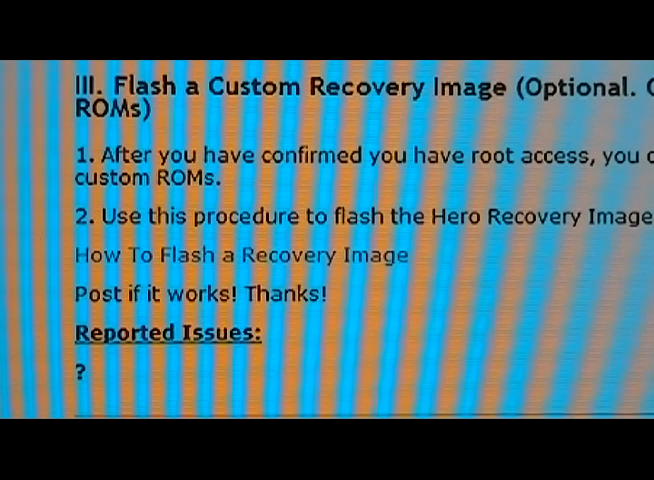 III. Flash a Custom Recovery Image (Optional.
ROMs)
1. After you have confirmed you have root access, you
custom ROMs.
2. Use this procedure to flash the Hero Recovery Image
How To Flash a Recovery Image
Post if it works! Thanks!
Reported Issues:
?